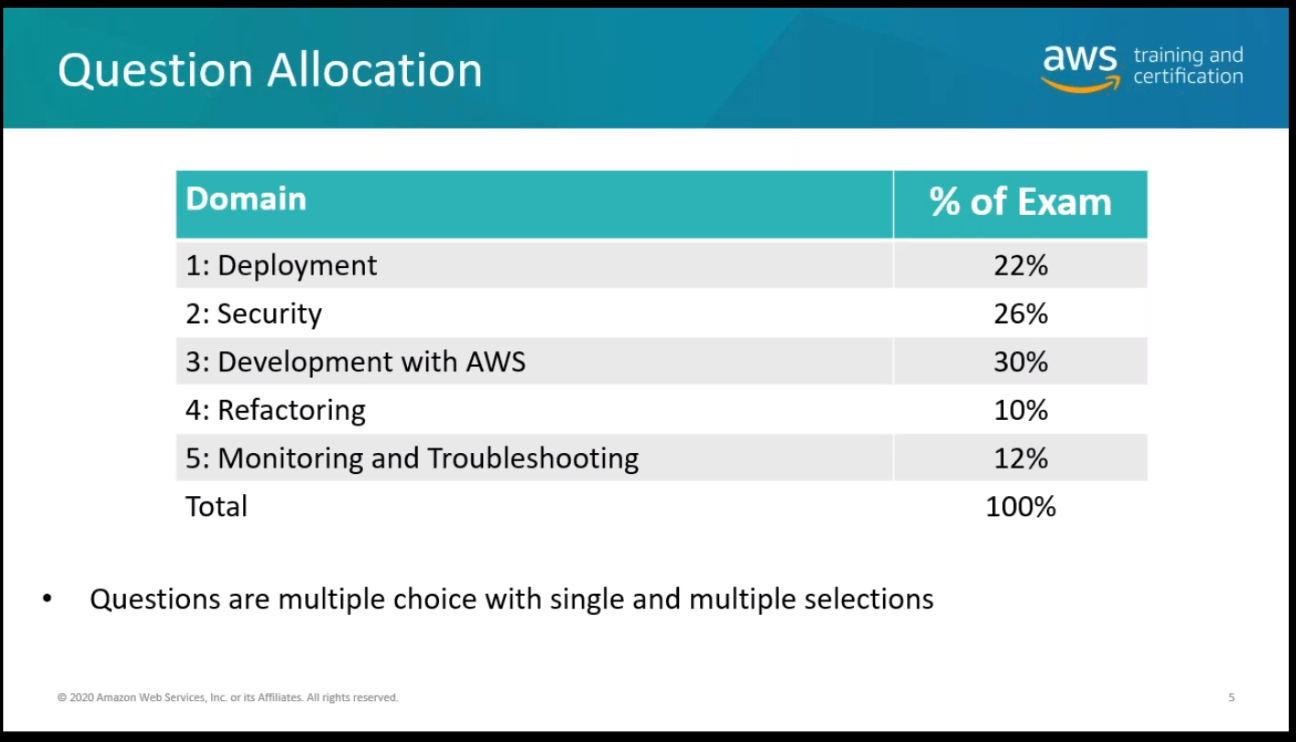 Question Allocation
aws training and
certification
Domain % of Exam
1: Deployment 22%
2: Security 26%
3: Development with AWS 30%
4: Refactoring 10%
5: Monitoring and Troubleshooting 12%
Total 100%
• Questions are multiple choice with single and multiple selections
© 2020 Amazon Web Services, Inc. or its Affiliates. All rights reserved. 5